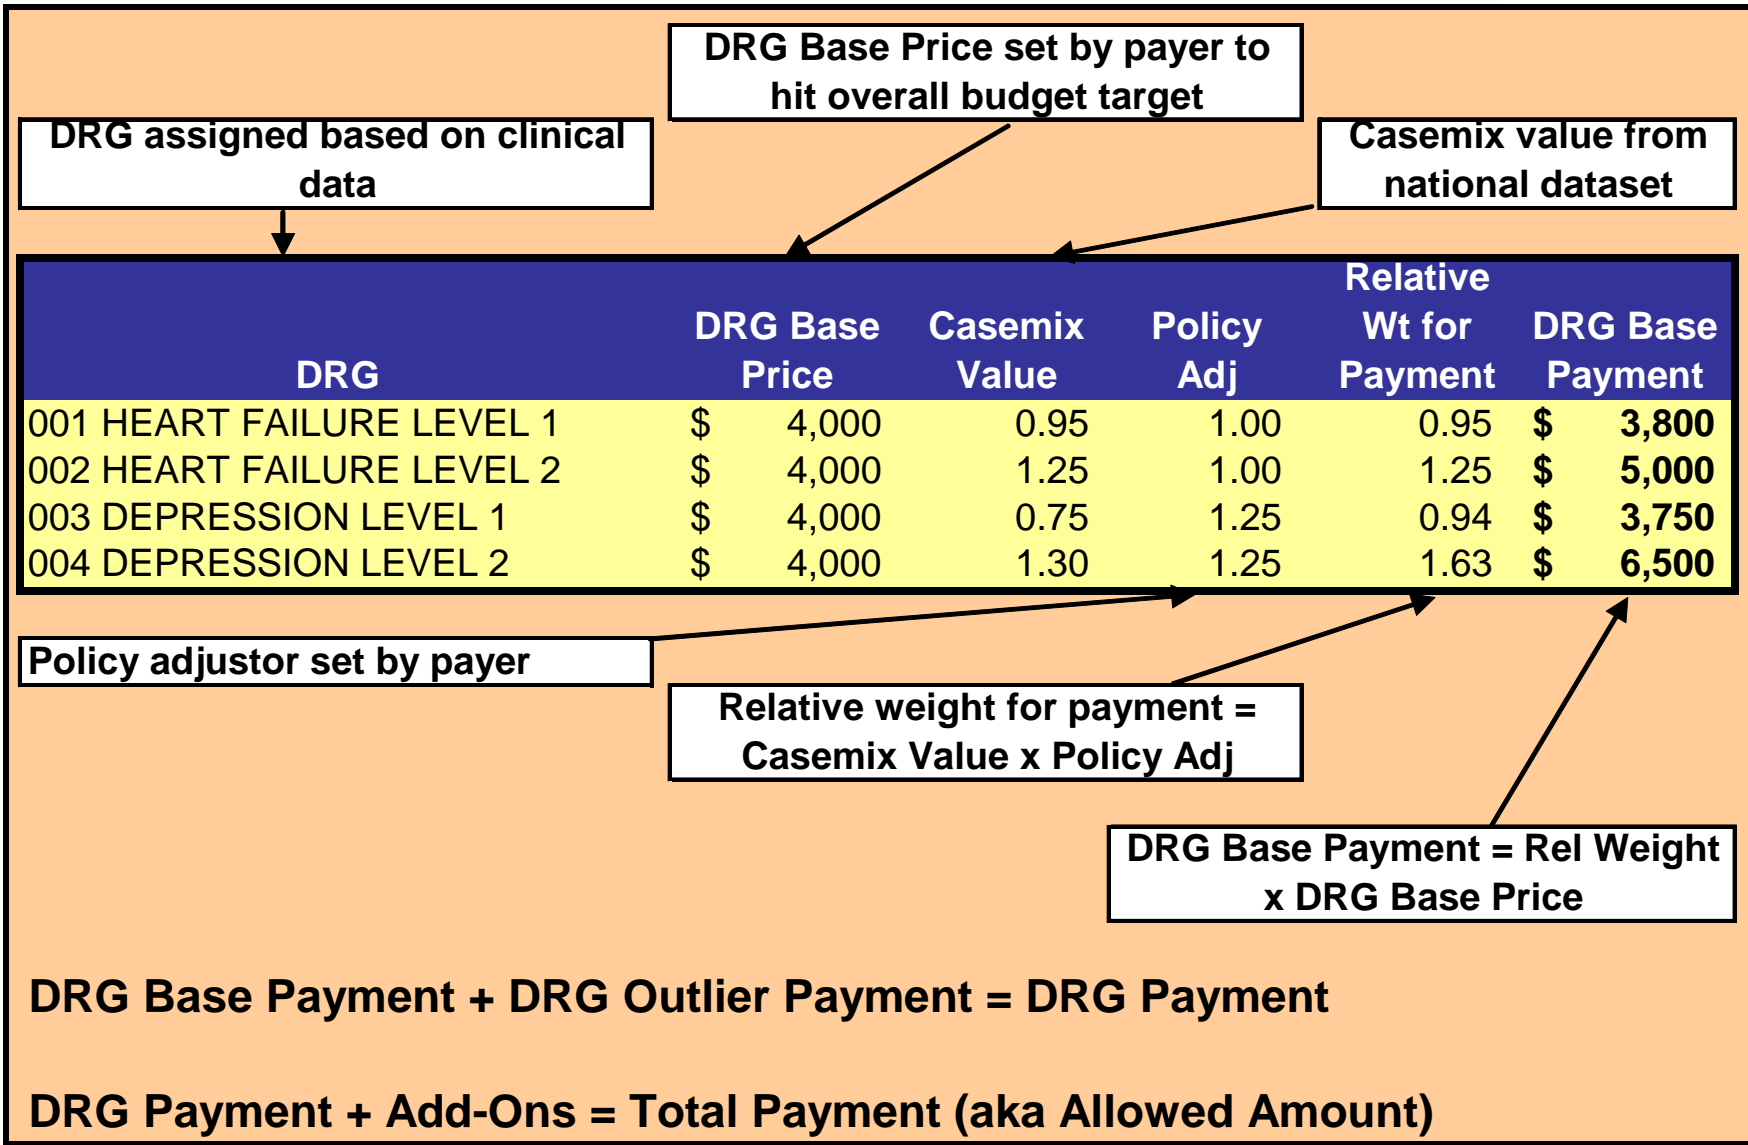 DRG Base Price set by payer to
hit overall budget target
DRG assigned based on clinical
data
Casemix value from
national dataset
Relative
DRG Base Casemix Policy Wt for DRG Base
DRG Price Value Adj Payment Payment
001 HEART FAILURE LEVEL 1 $ 4,000 0.95 1.00 0.95 $ 3,800
002 HEART FAILURE LEVEL 2 $ 4,000 1.25 1.00 1.25 $ 5,000
003 DEPRESSION LEVEL 1 $ 4,000 0.75 1.25 0.94 $ 3,750
004 DEPRESSION LEVEL 2 $ 4,000 1.30 1.25 1.63 $ 6,500
Policy adjustor set by payer
Relative weight for payment =
Casemix Value x Policy Adj
DRG Base Payment = Rel Weight
x DRG Base Price
DRG Base Payment + DRG Outlier Payment = DRG Payment
DRG Payment + Add-Ons = Total Payment (aka Allowed Amount)